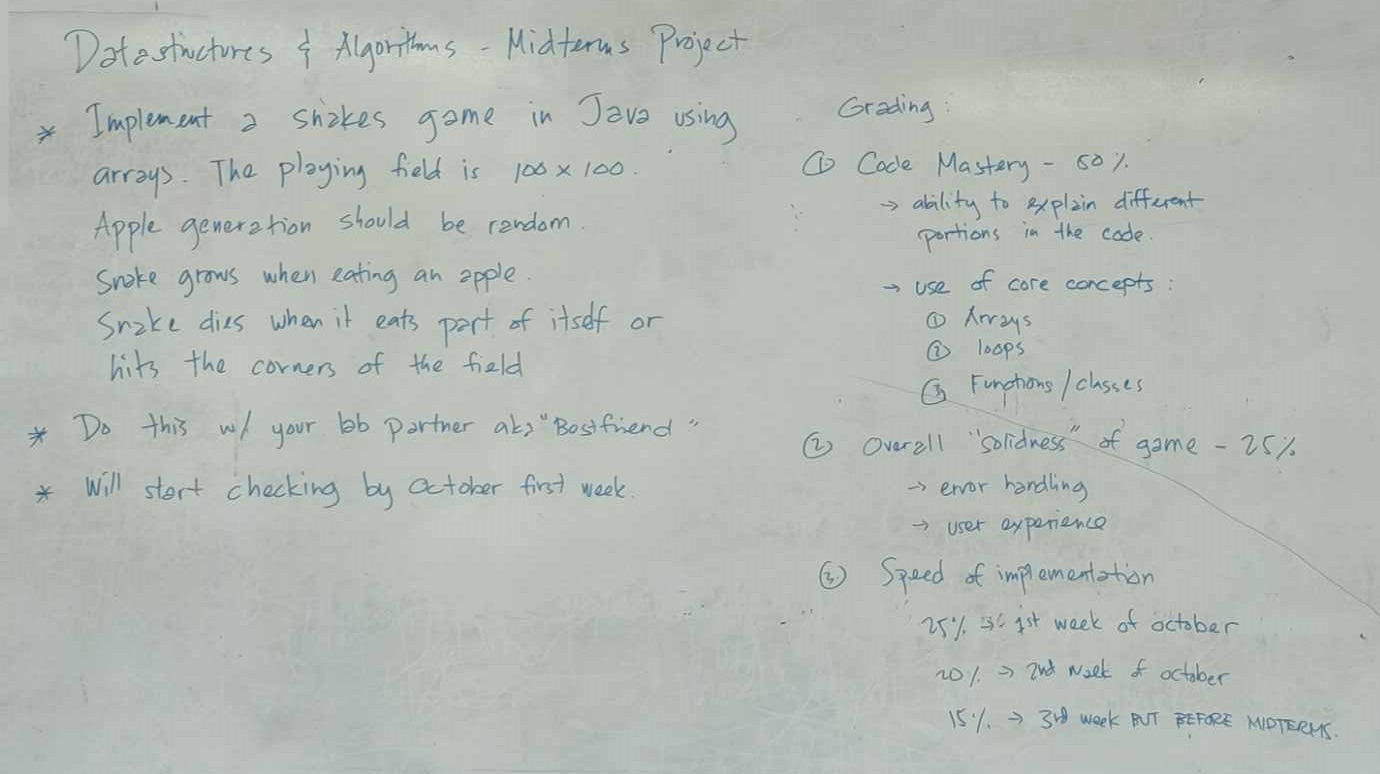 Datastructures & Algorithms - Midterms Project
* Implement a snakes game in Java using
arrays. The playing field is 100 x 100.
Apple generation should be random.
Snake grows when eating an apple.
Snake dies when it eats part of itself or
hits the corners of the field
* Do this w/ your lab partner aka "Bostfriend"
* Will start checking by October first week.
Grading:
① Code Mastery - 50%
→ ability to explain different
portions in the code.
→ use of core concepts:
① Arrays
② loops
③ Functions/classes
② Overall "solidness" of game - 25%
→ error handling
→ user experience
③ Speed of implementation
25% → 1st week of october
20% → 2nd week of october
15% → 3rd week BUT BEFORE MIDTERMS.